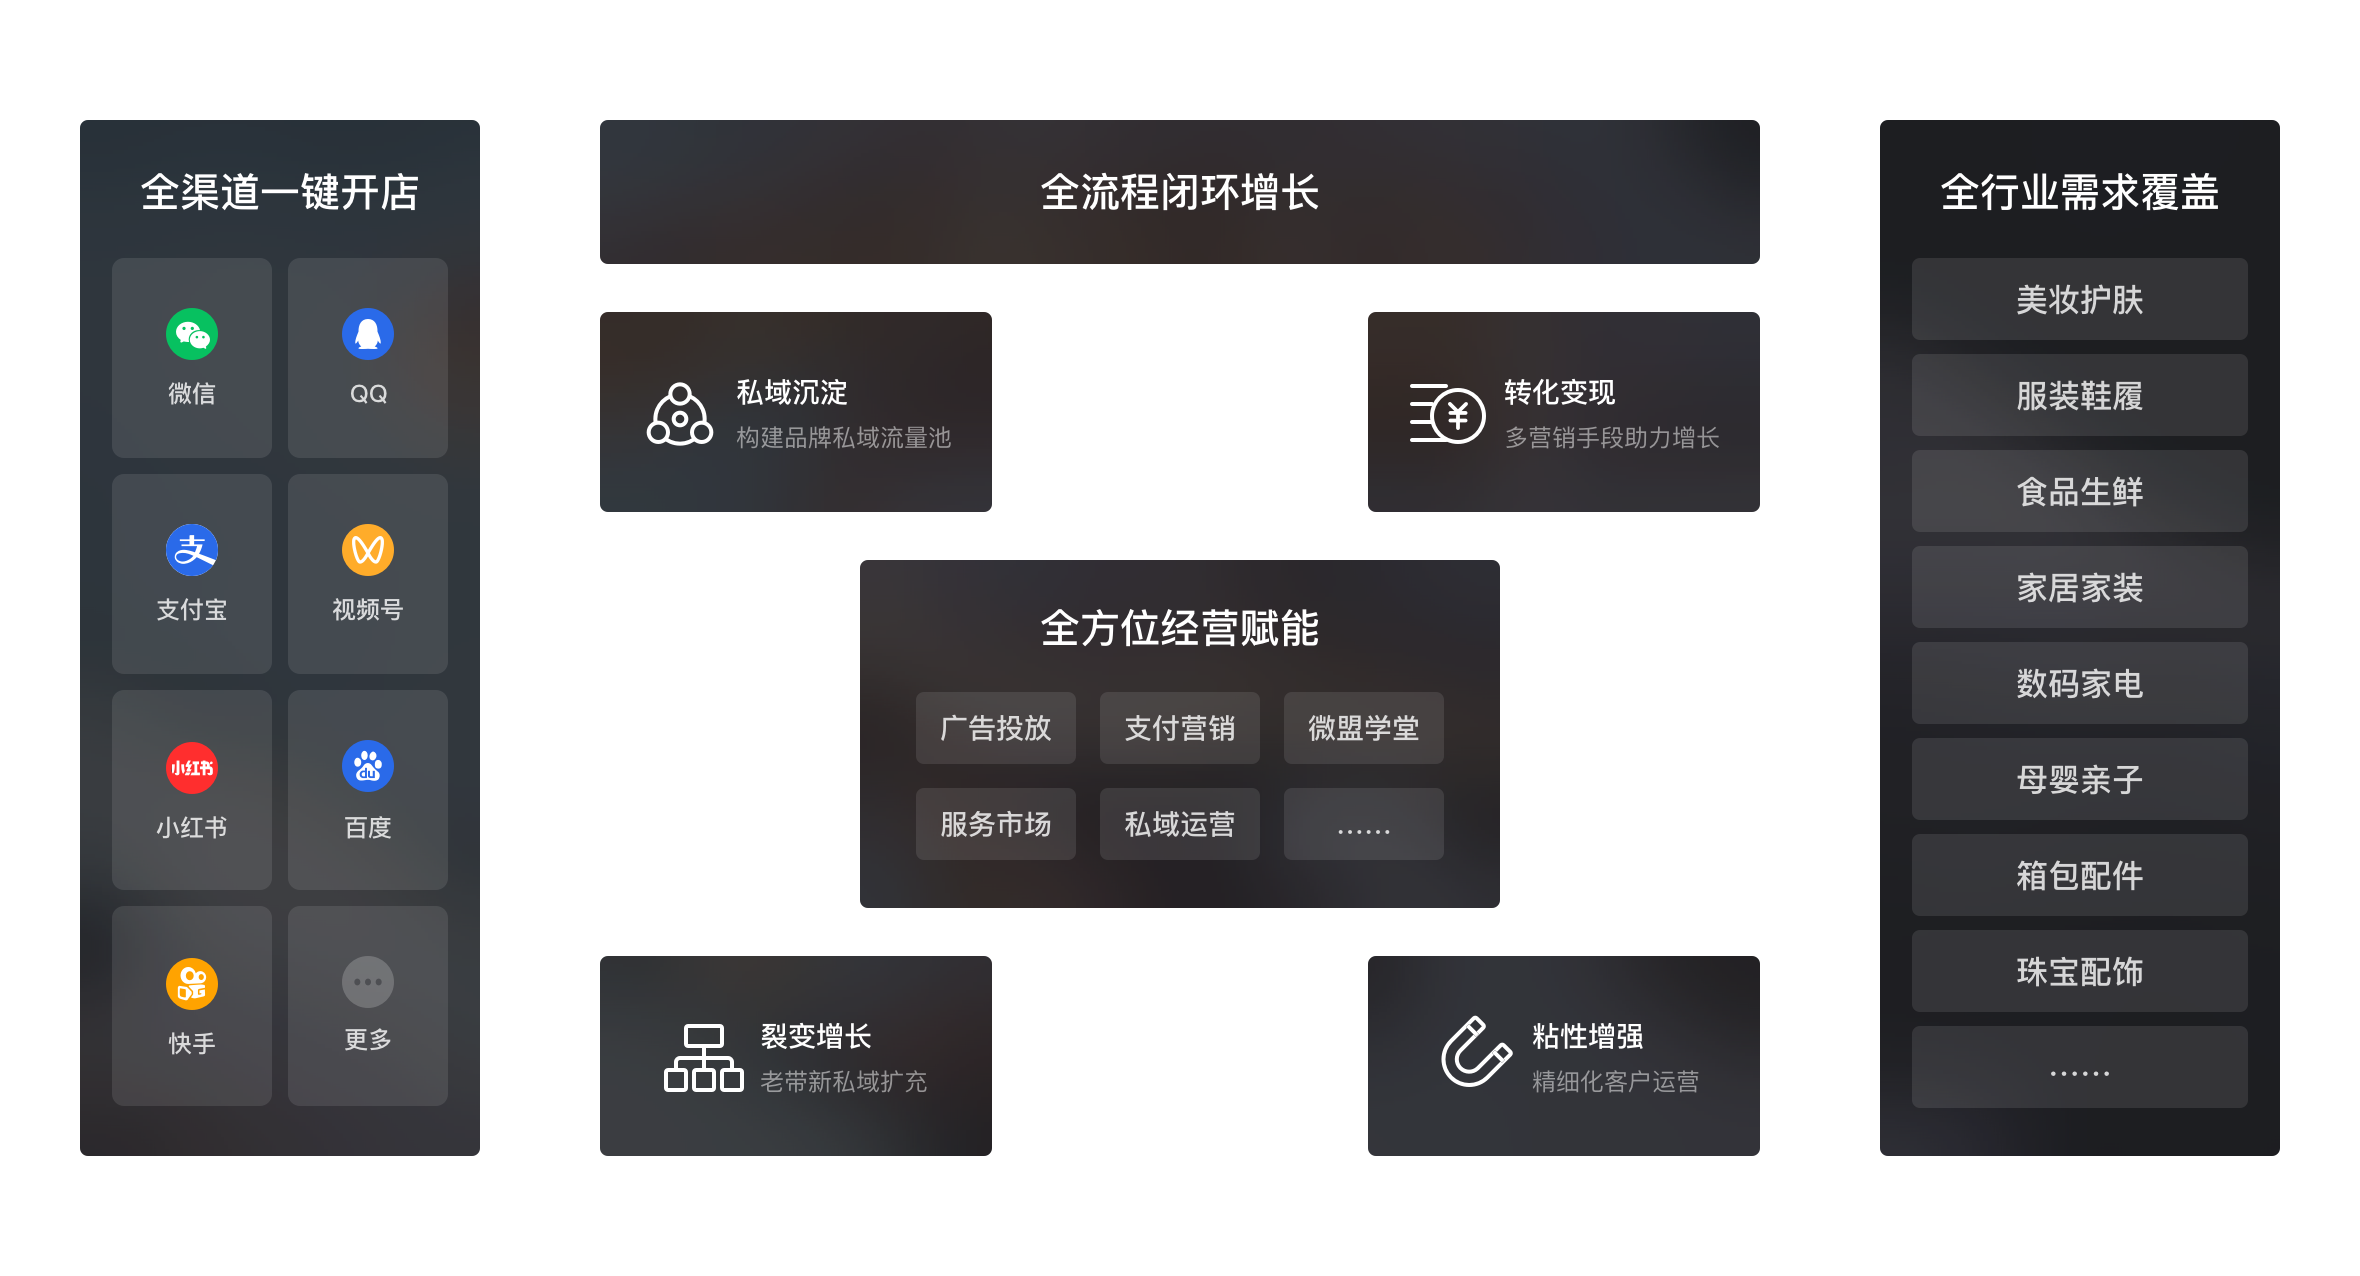 全渠道一键开店
微信
QQ
支付宝
视频号
小红书
小红书
du
百度
快手
更多
全流程闭环增长
私域沉淀
构建品牌私域流量池
转化变现
多营销手段助力增长
全方位经营赋能
广告投放
支付营销
微盟学堂
服务市场
私域运营
……
裂变增长
老带新私域扩充
粘性增强
精细化客户运营
全行业需求覆盖
美妆护肤
服装鞋履
食品生鲜
家居家装
数码家电
母婴亲子
箱包配件
珠宝配饰
……